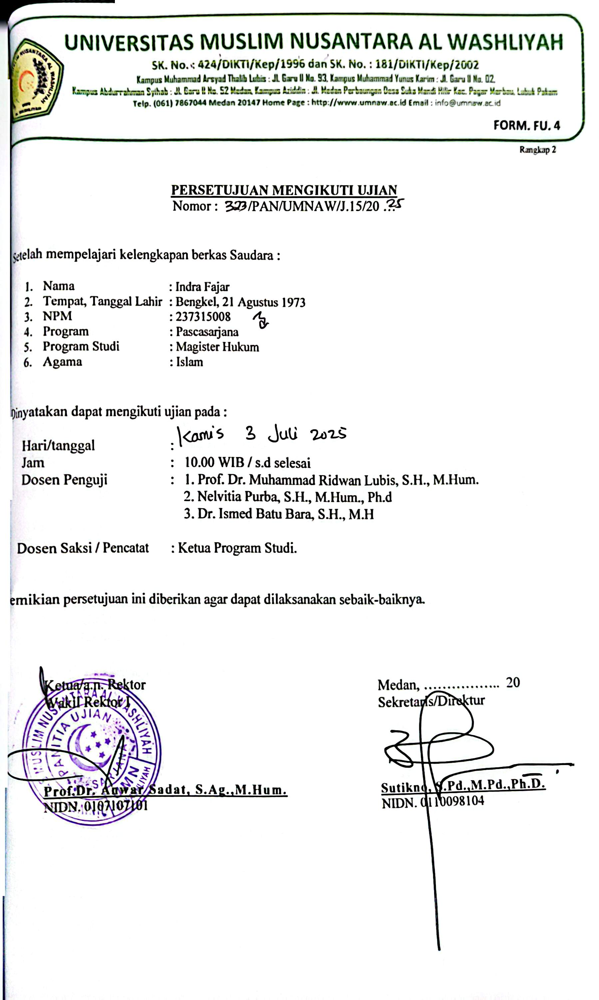 UNIVERSITAS MUSLIM NUSANTARA AL WASHLIYAH
SK. No. : 424/DIKTI/Kep/1996 dan SK. No. : 181/DIKTI/Kep/2002
Kampus Muhammad Arsyad Thalib Lubis : Jl. Garu II No. 93, Kampus Muhammad Yunus Karim : Jl. Garu II No. 02,
Kampus Abdurrahman Syihab : Jl. Garu II No. 52 Medan, Kampus Aziddin : Jl. Medan Perbaungan Desa Suka Mandi Hilir Kec. Pagar Merbau, Lubuk Pakam
Telp. (061) 7867044 Medan 20147 Home Page : http://www.umnaw.ac.id Email : info@umnaw.ac.id
FORM. FU. 4
Rangkap 2
PERSETUJUAN MENGIKUTI UJIAN
Nomor : 323/PAN/UMNAW/J.15/20 ...25
Setelah mempelajari kelengkapan berkas Saudara :
1. Nama : Indra Fajar
2. Tempat, Tanggal Lahir : Bengkel, 21 Agustus 1973
3. NPM : 237315008
4. Program : Pascasarjana
5. Program Studi : Magister Hukum
6. Agama : Islam
Dinyatakan dapat mengikuti ujian pada :
Hari/tanggal : Kamis 3 Juli 2025
Jam : 10.00 WIB / s.d selesai
Dosen Penguji : 1. Prof. Dr. Muhammad Ridwan Lubis, S.H., M.Hum.
2. Nelvitia Purba, S.H., M.Hum., Ph.d
3. Dr. Ismed Batu Bara, S.H., M.H
Dosen Saksi / Pencatat : Ketua Program Studi.
emikian persetujuan ini diberikan agar dapat dilaksanakan sebaik-baiknya.
Ketua/a.n. Rektor
Wakil Rektor I
PANITIA UJIAN
Prof.Dr. Anwar Sadat, S.Ag.,M.Hum.
NIDN. 0107107101
Medan, .................. 20
Sekretaris/Direktur
Sutikno, S.Pd.,M.Pd.,Ph.D.
NIDN. 0110098104